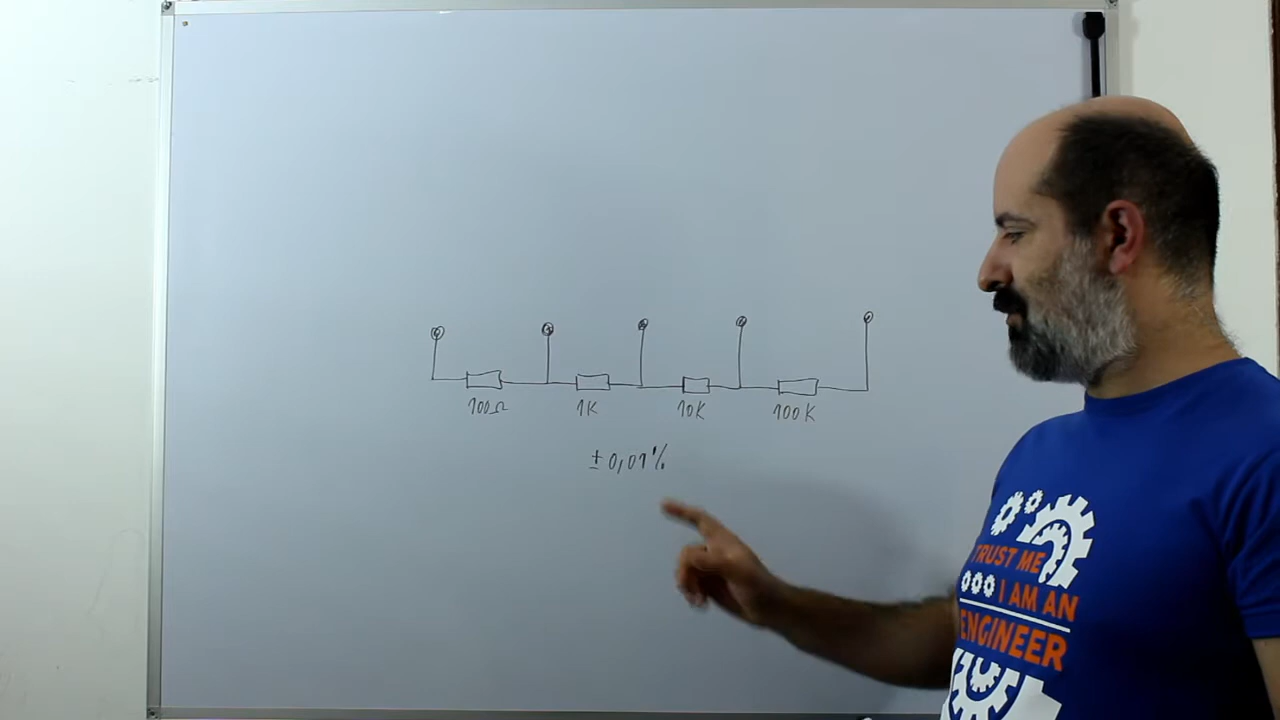 100Ω 1K 10K 100K
±0,01%
TRUST ME
I AM AN
ENGINEER